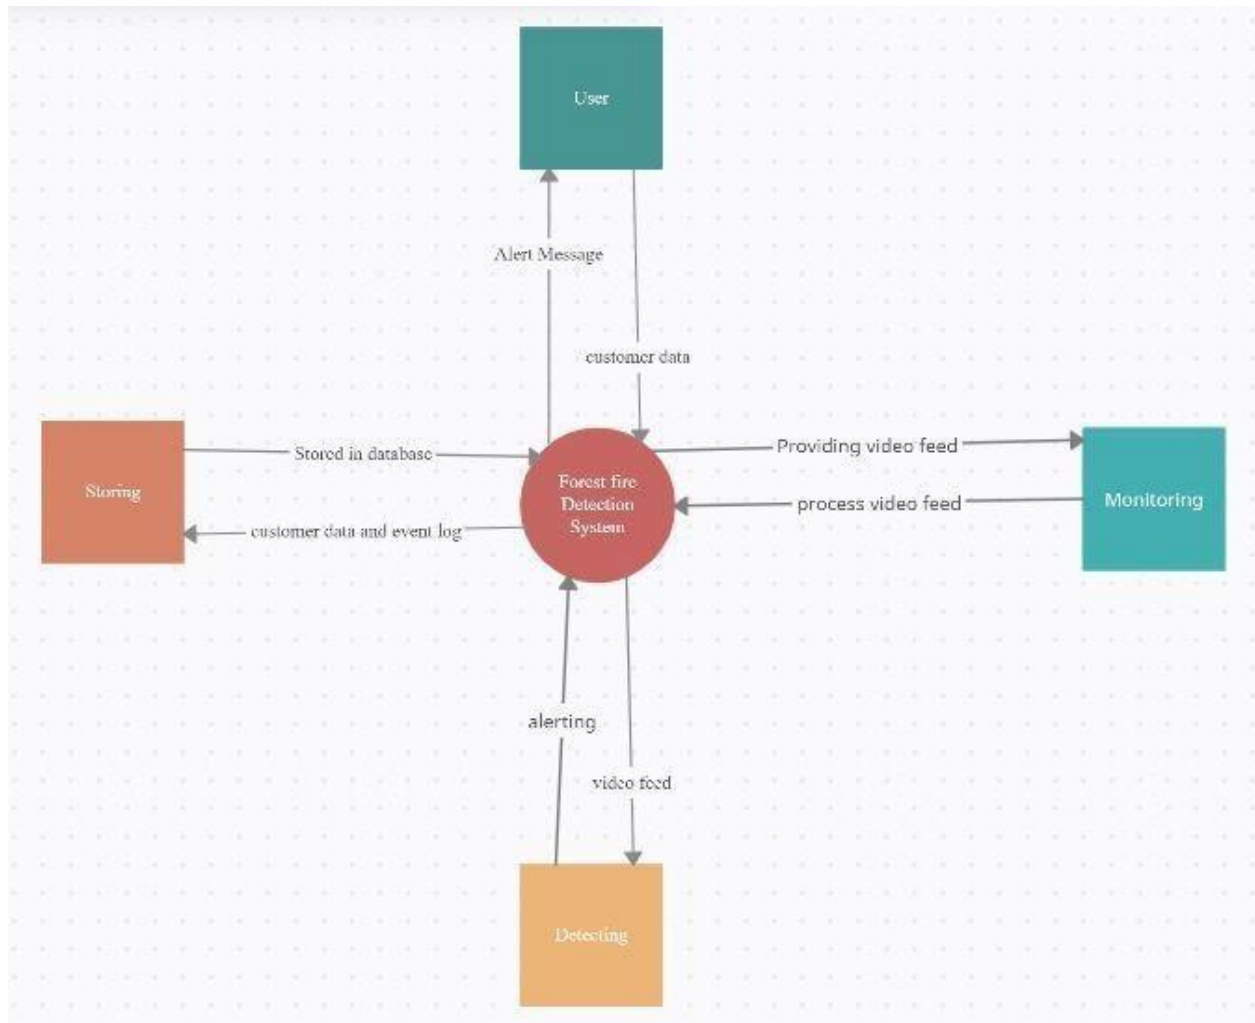 User
Alert Message
customer data
Stored in database
Providing video feed
Storing
Forest fire
Detection
System
Monitoring
process video feed
customer data and event log
alerting
video feed
Detecting